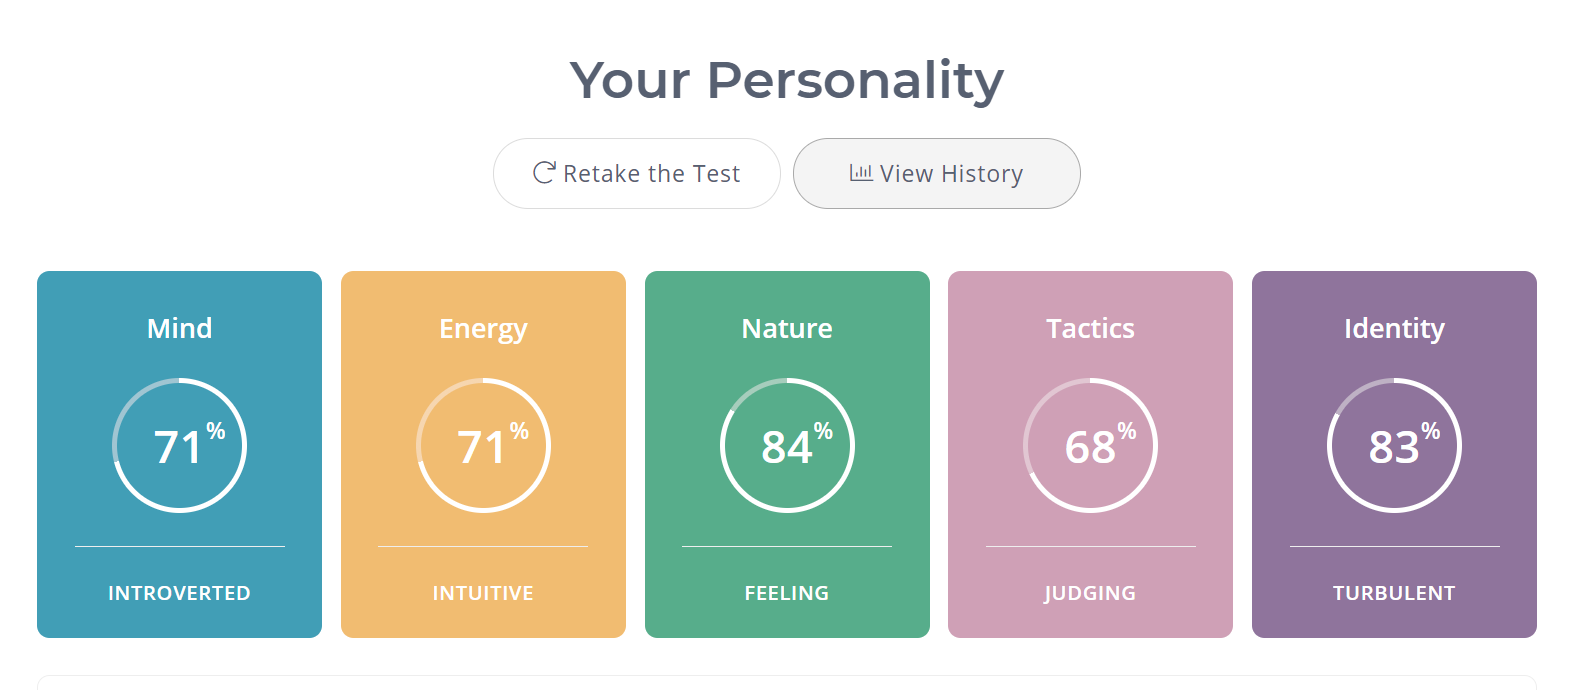 Your Personality
Retake the Test
View History
Mind
71%
INTROVERTED
Energy
71%
INTUITIVE
Nature
84%
FEELING
Tactics
68%
JUDGING
Identity
83%
TURBULENT